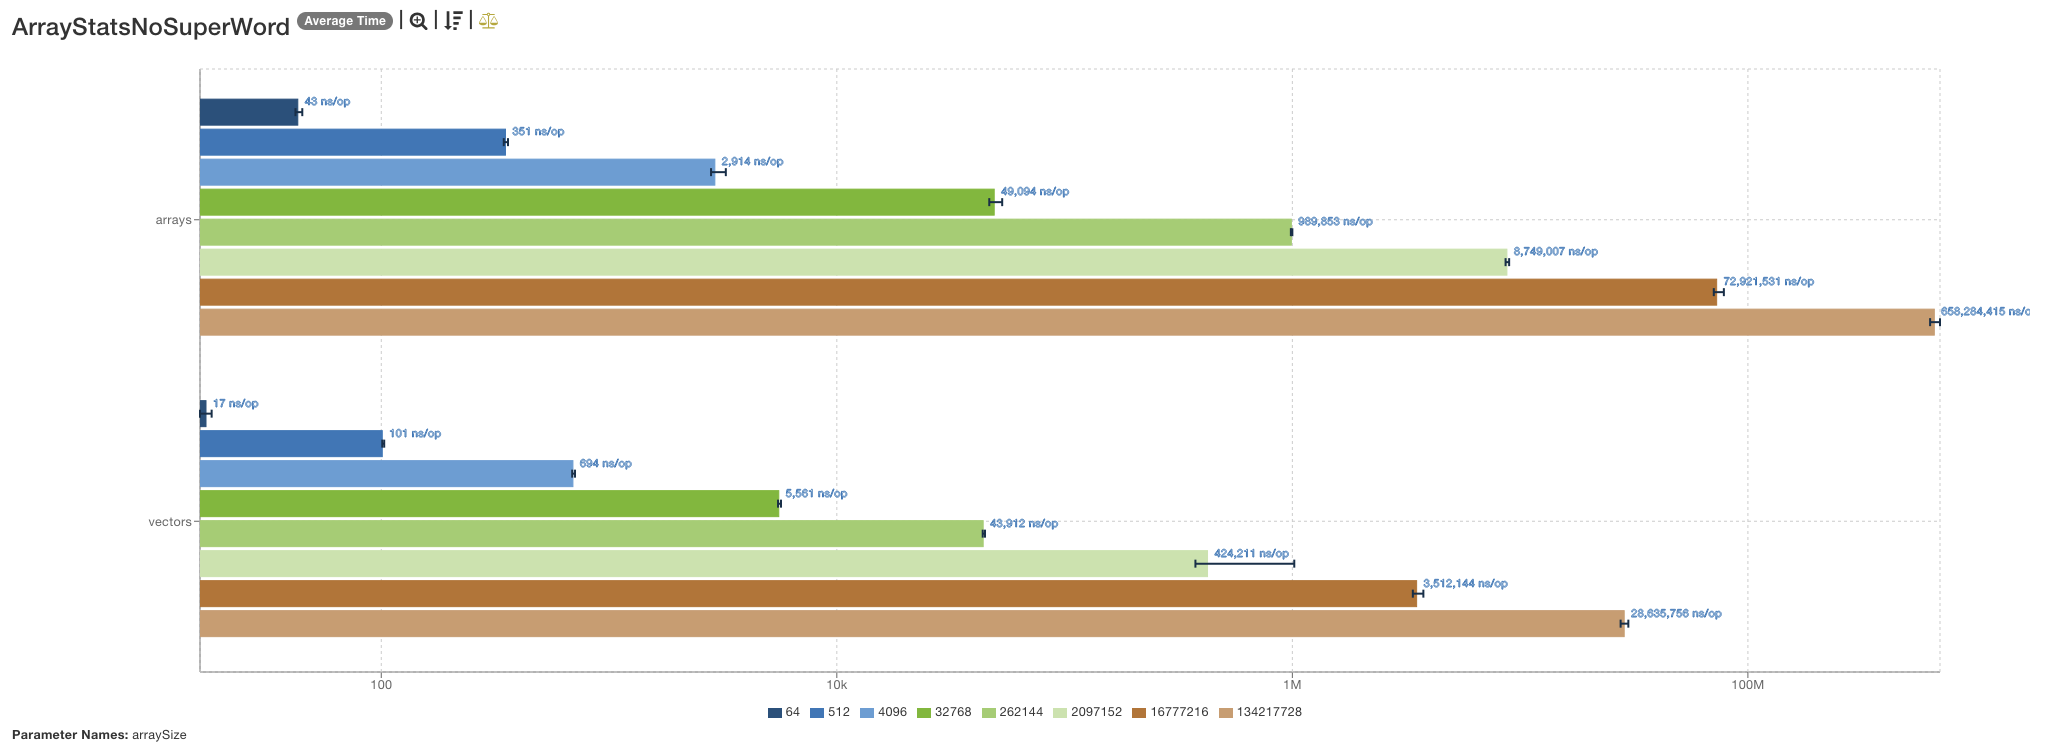 ArrayStatsNoSuperWord Average Time
43 ns/op
351 ns/op
2,914 ns/op
49,094 ns/op
arrays
989,853 ns/op
8,749,007 ns/op
72,921,531 ns/op
658,284,415 ns/o
17 ns/op
101 ns/op
694 ns/op
5,561 ns/op
vectors
43,912 ns/op
424,211 ns/op
3,512,144 ns/op
28,635,756 ns/op
100 10k 1M 100M
64 512 4096 32768 262144 2097152 16777216 134217728
Parameter Names: arraySize